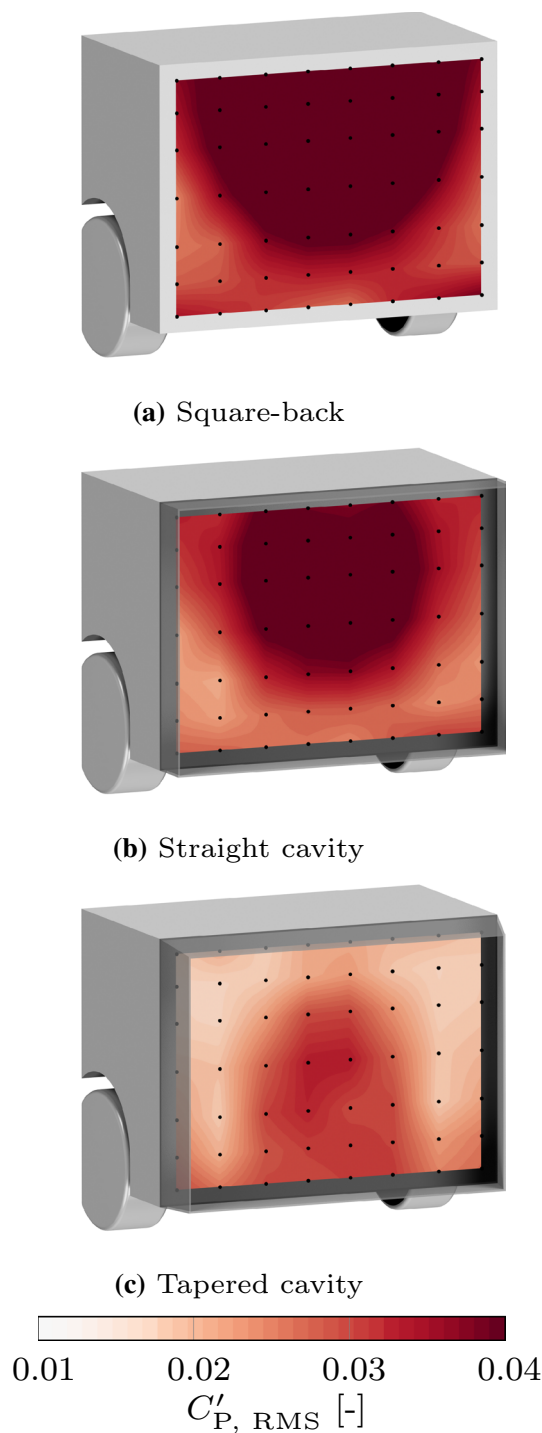 (a) Square-back
(b) Straight cavity
(c) Tapered cavity
0.01 0.02 0.03 0.04
C′P, RMS [-]